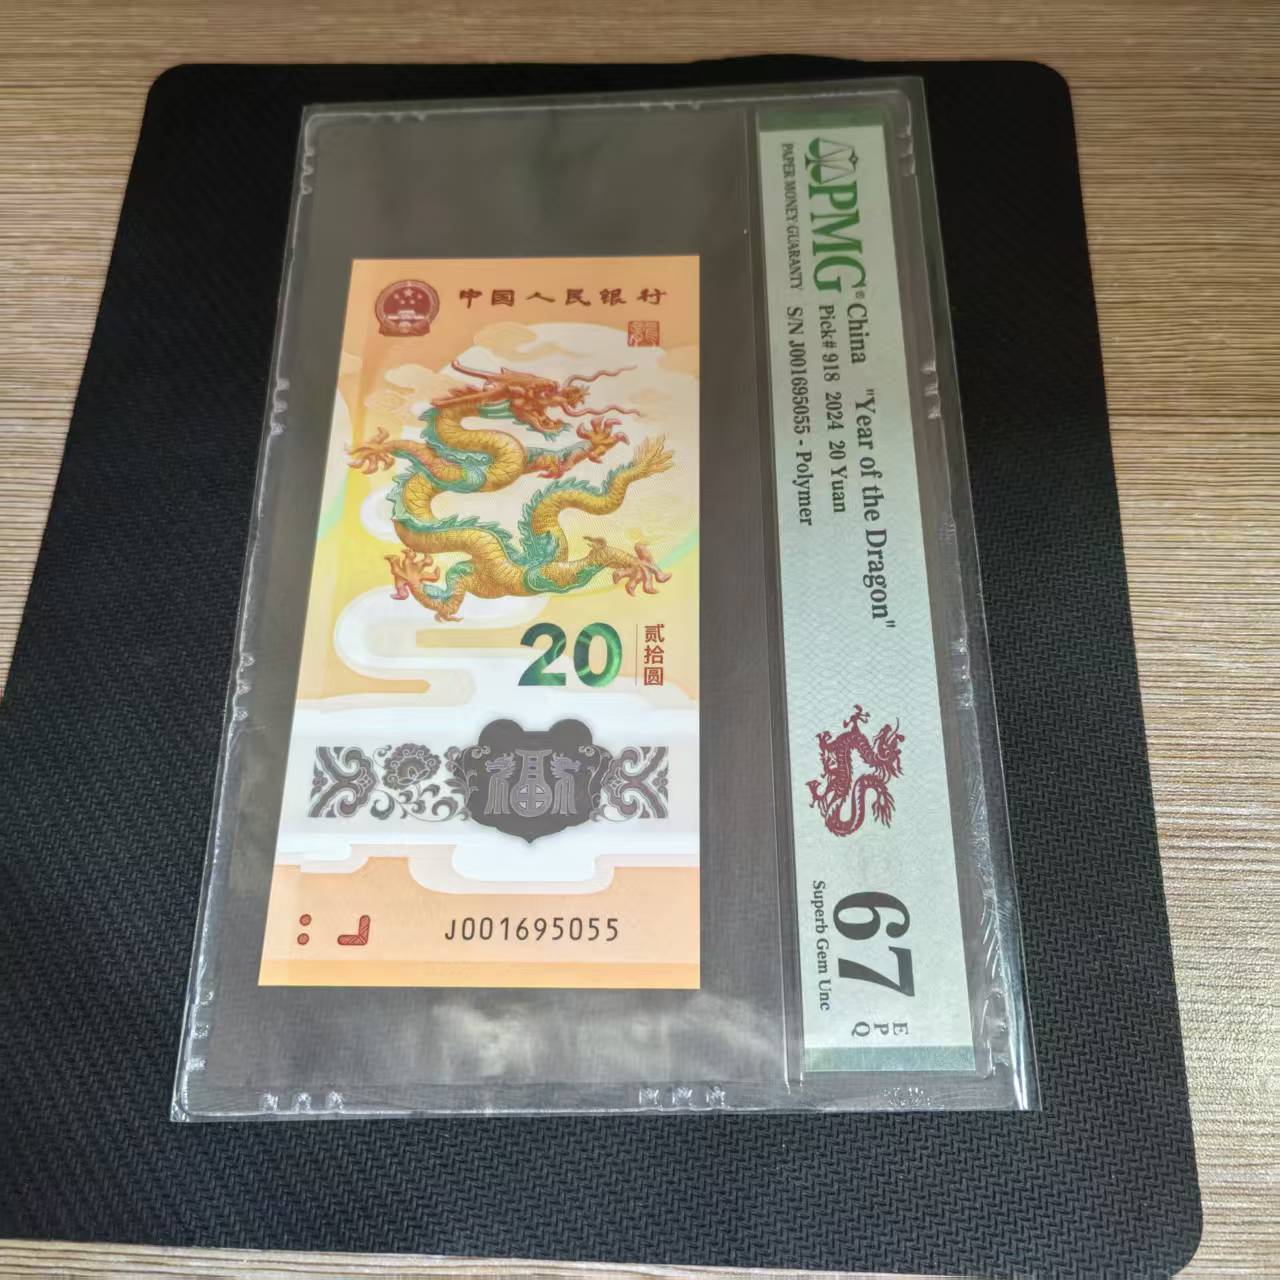 中国人民银行
20
贰拾圆
福
J001695055
PMG®
PAPER MONEY GUARANTY
China "Year of the Dragon"
Pick# 918 2024 20 Yuan
S/N J001695055 - Polymer
67
EPQ
Superb Gem Unc